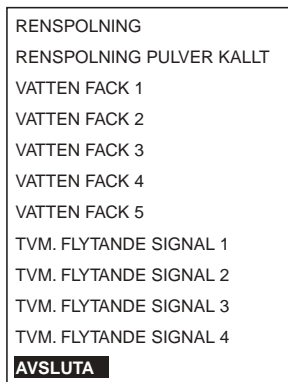 RENSPOLNING
RENSPOLNING PULVER KALLT
VATTEN FACK 1
VATTEN FACK 2
VATTEN FACK 3
VATTEN FACK 4
VATTEN FACK 5
TVM. FLYTANDE SIGNAL 1
TVM. FLYTANDE SIGNAL 2
TVM. FLYTANDE SIGNAL 3
TVM. FLYTANDE SIGNAL 4
AVSLUTA